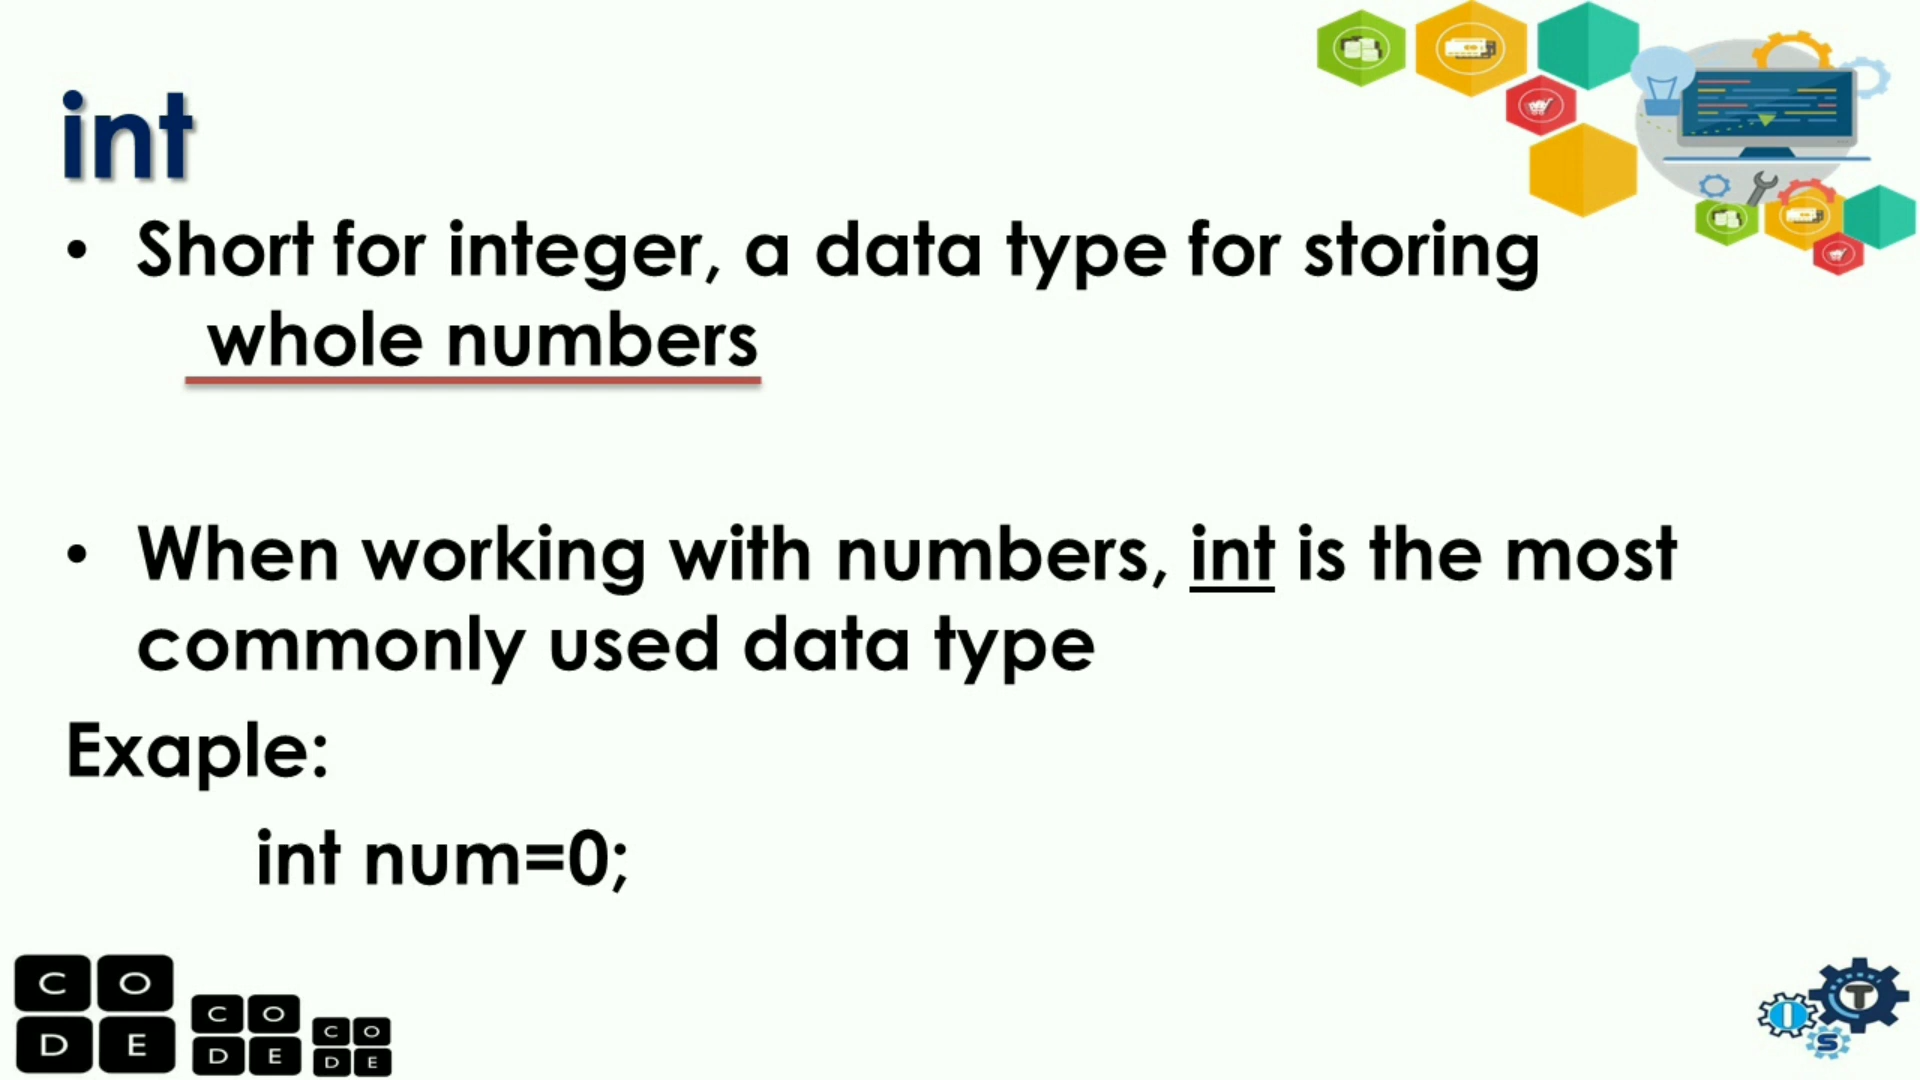 int
• Short for integer, a data type for storing
whole numbers
• When working with numbers, int is the most
commonly used data type
Exaple:
int num=0;
C O
D E
C O
D E
C O
D E
I T
S